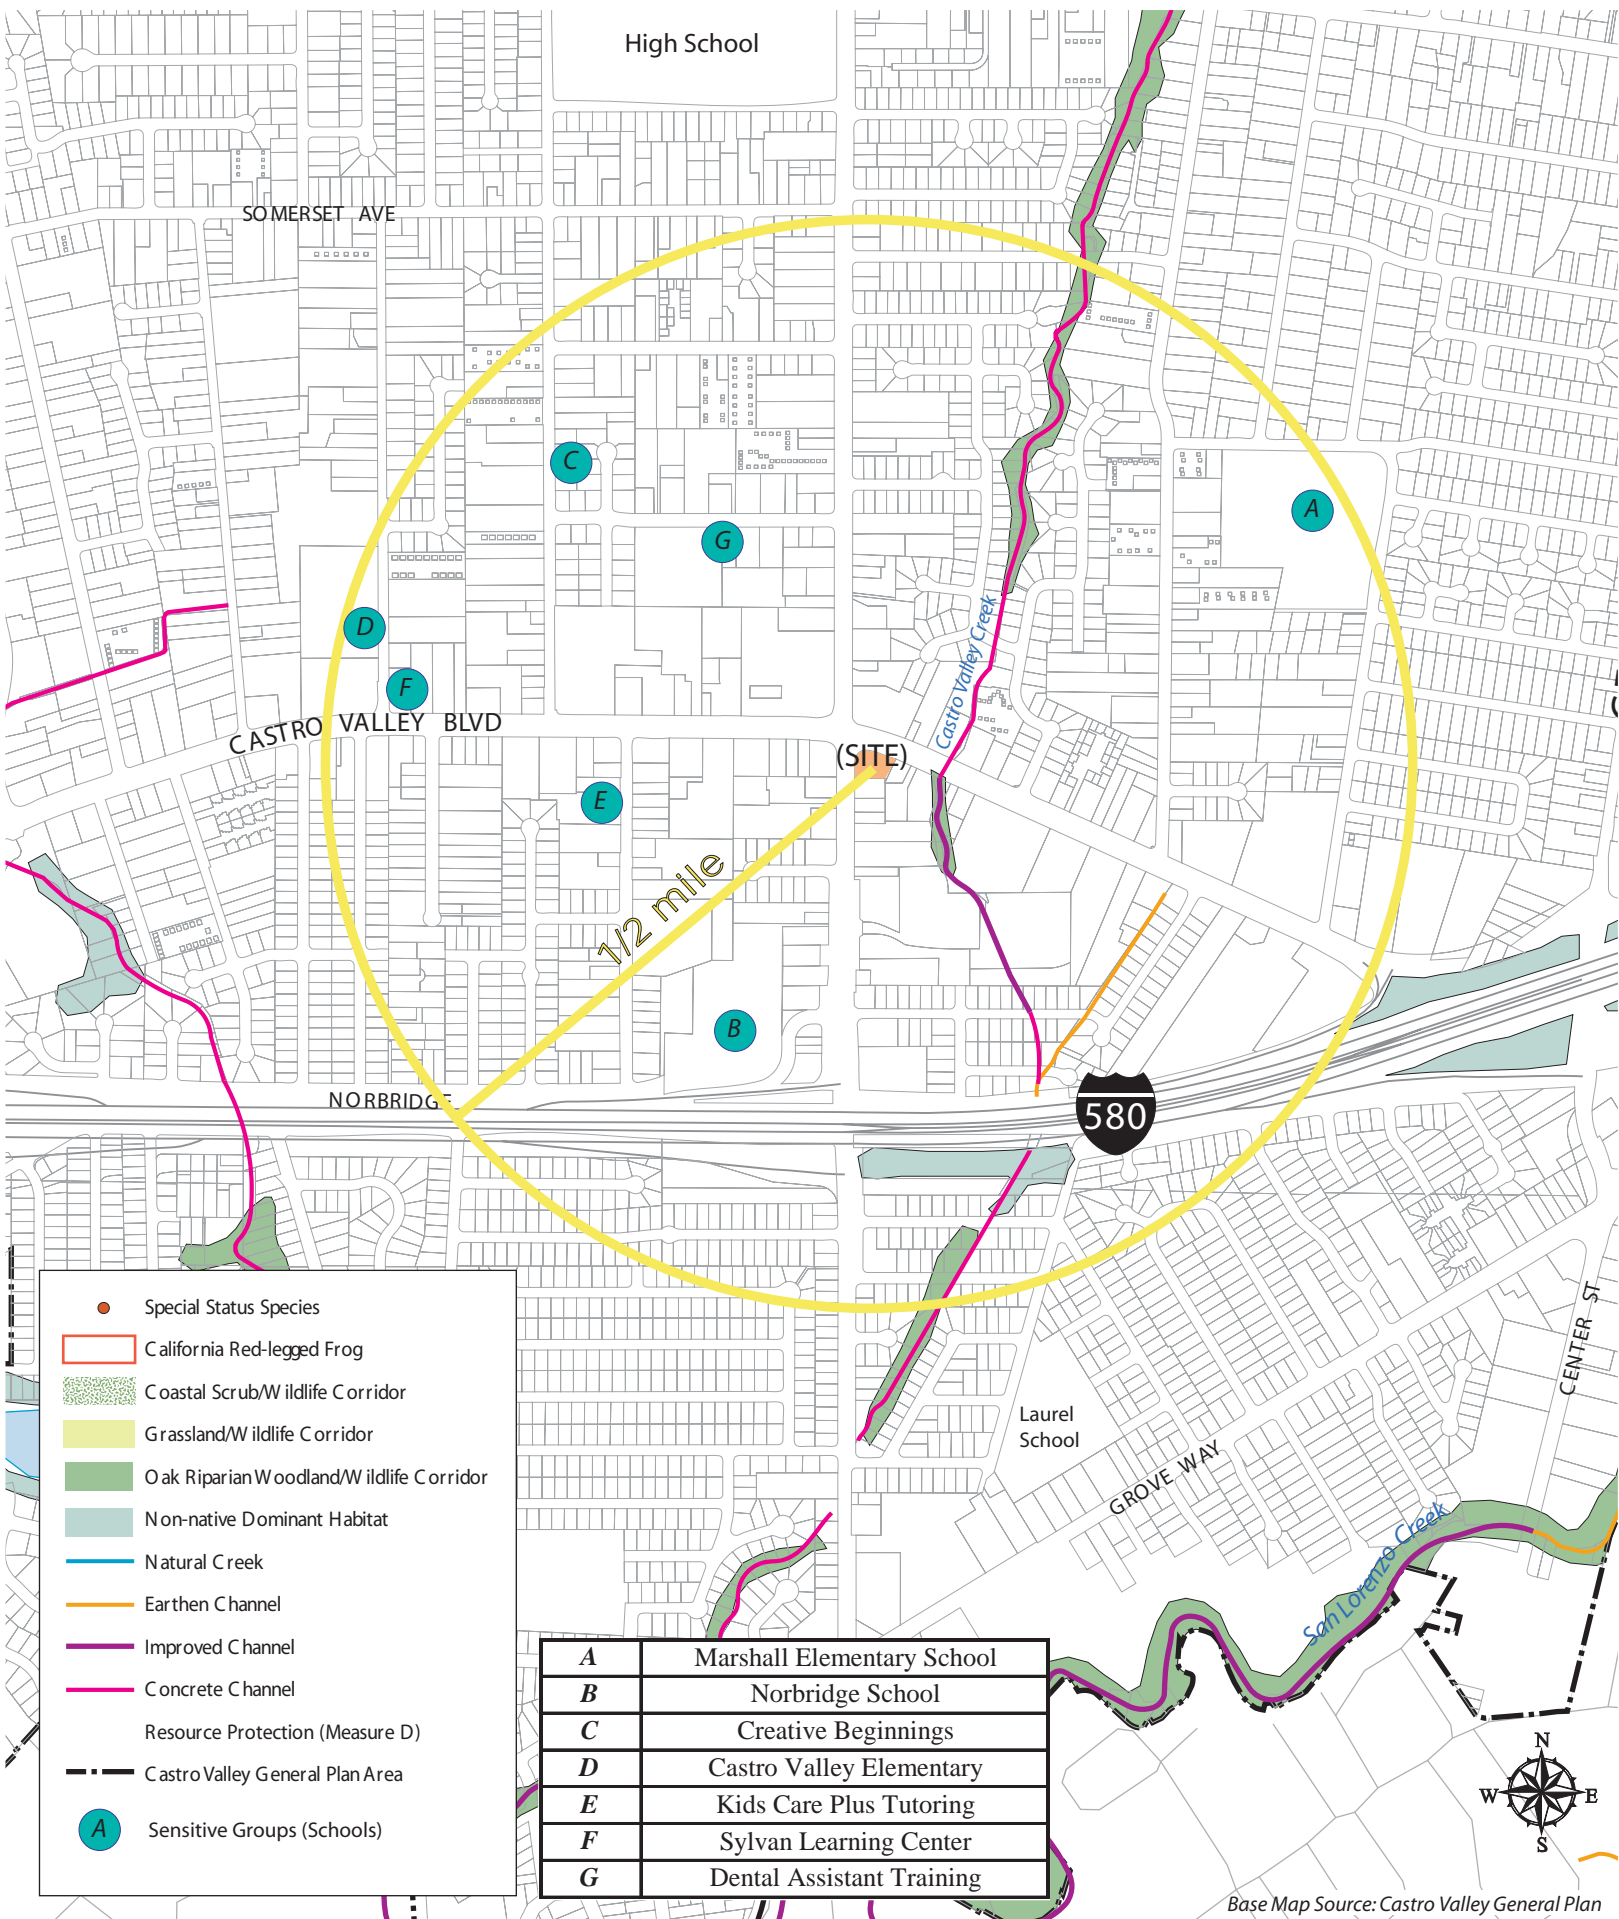 High School
SOMERSET AVE
C
A
G
D
Castro Valley Creek
F
CASTRO VALLEY BLVD
(SITE)
E
1/2 mile
B
NORBRIDGE
580
CENTER ST
Laurel School
GROVE WAY
San Lorenzo Creek
Special Status Species
California Red-legged Frog
Coastal Scrub/Wildlife Corridor
Grassland/Wildlife Corridor
Oak Riparian Woodland/Wildlife Corridor
Non-native Dominant Habitat
Natural Creek
Earthen Channel
Improved Channel
Concrete Channel
Resource Protection (Measure D)
Castro Valley General Plan Area
A Sensitive Groups (Schools)
A Marshall Elementary School
B Norbridge School
C Creative Beginnings
D Castro Valley Elementary
E Kids Care Plus Tutoring
F Sylvan Learning Center
G Dental Assistant Training
N
W E
S
Base Map Source: Castro Valley General Plan